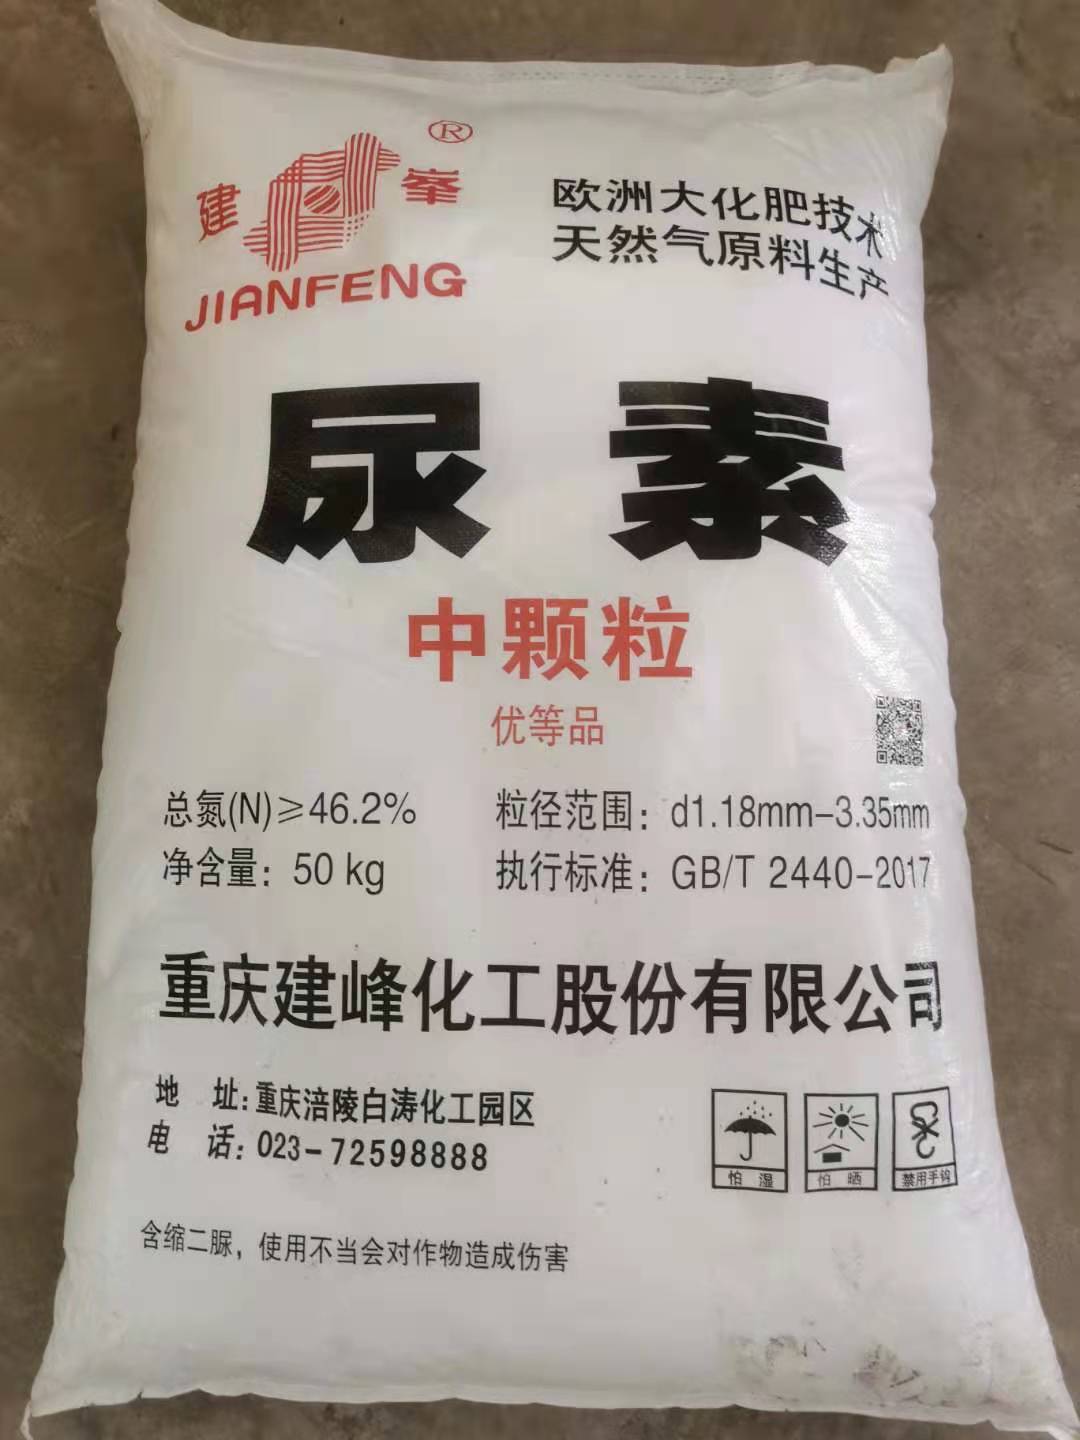 建峯®
JIANFENG
欧洲大化肥技术
天然气原料生产
尿素
中颗粒
优等品
总氮(N)≥46.2%
粒径范围：d1.18mm-3.35mm
净含量：50 kg
执行标准：GB/T 2440-2017
重庆建峰化工股份有限公司
地 址：重庆涪陵白涛化工园区
电 话：023-72598888
怕 湿
怕 晒
禁用手钩
含缩二脲，使用不当会对作物造成伤害